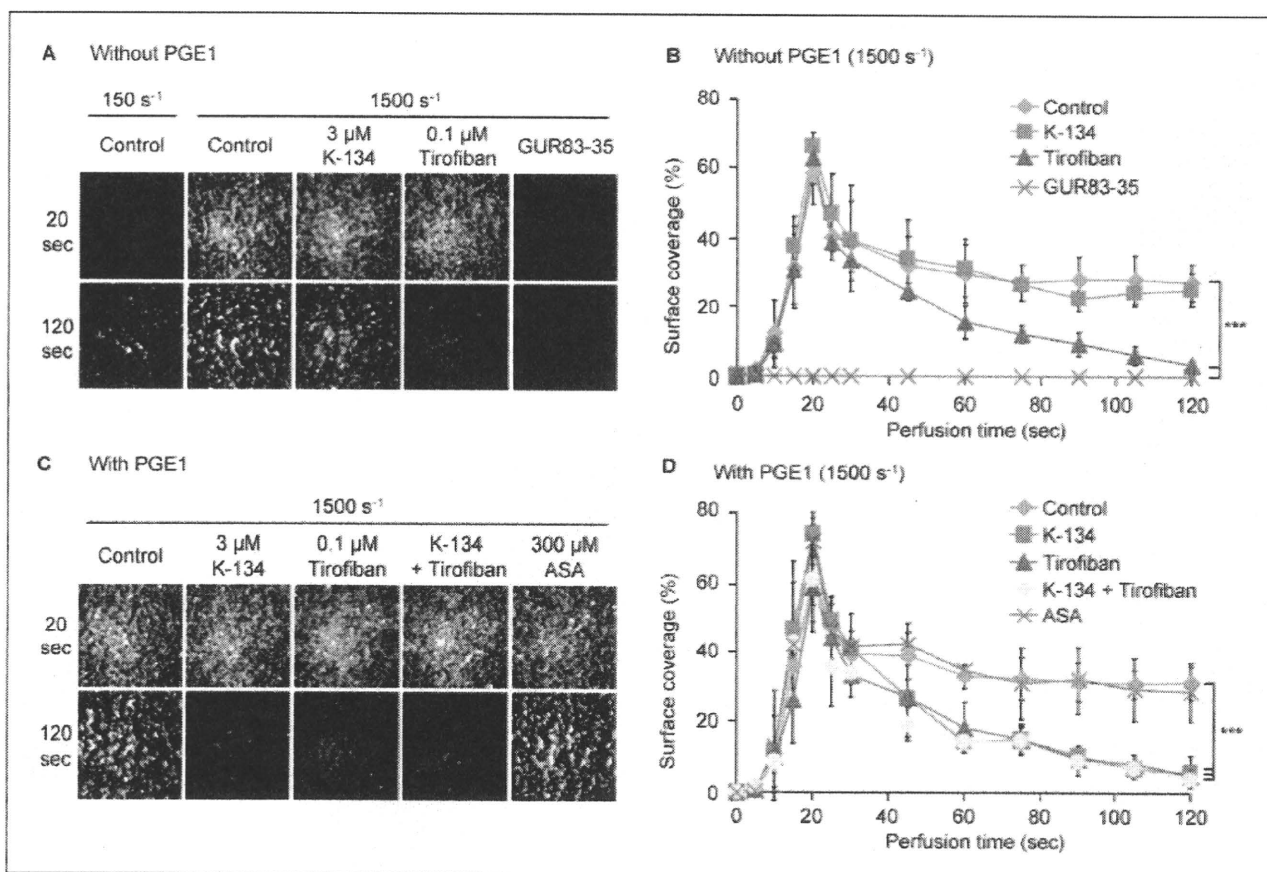 A Without PGE1
150 s⁻¹ 1500 s⁻¹
Control Control 3 µM K-134 0.1 µM Tirofiban GUR83-35
20 sec
120 sec
B Without PGE1 (1500 s⁻¹)
Control
K-134
Tirofiban
GUR83-35
Surface coverage (%)
80
60
40
20
0
***
0 20 40 60 80 100 120
Perfusion time (sec)
C With PGE1
1500 s⁻¹
Control 3 µM K-134 0.1 µM Tirofiban K-134 + Tirofiban 300 µM ASA
20 sec
120 sec
D With PGE1 (1500 s⁻¹)
Control
K-134
Tirofiban
K-134 + Tirofiban
ASA
Surface coverage (%)
80
60
40
20
0
***
0 20 40 60 80 100 120
Perfusion time (sec)